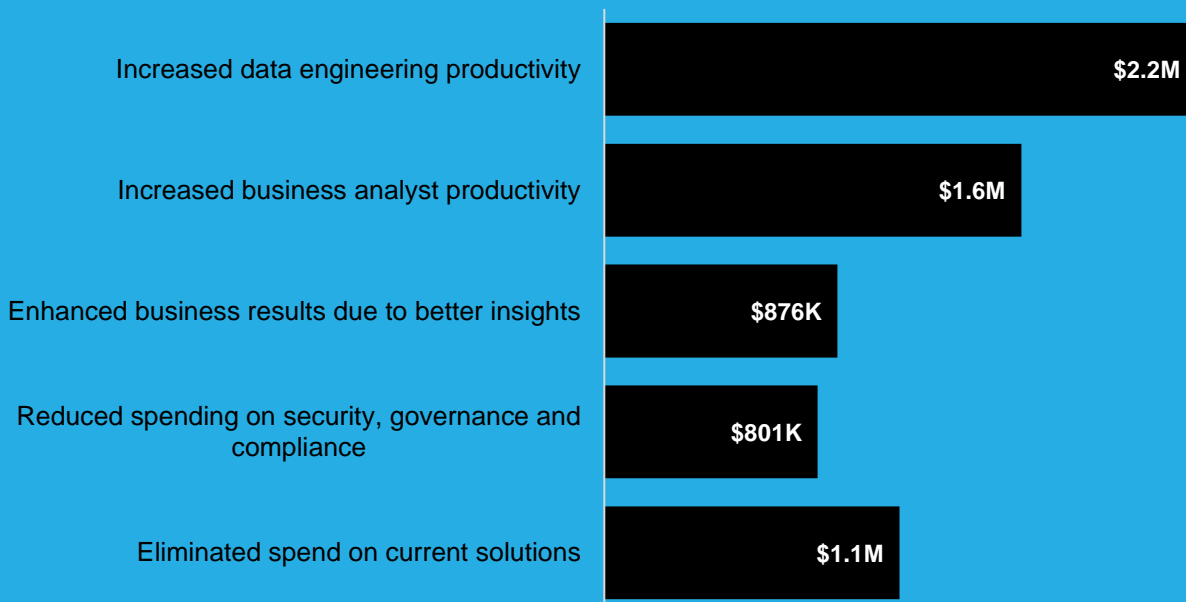 Increased data engineering productivity
$2.2M
Increased business analyst productivity
$1.6M
Enhanced business results due to better insights
$876K
Reduced spending on security, governance and
compliance
$801K
Eliminated spend on current solutions
$1.1M